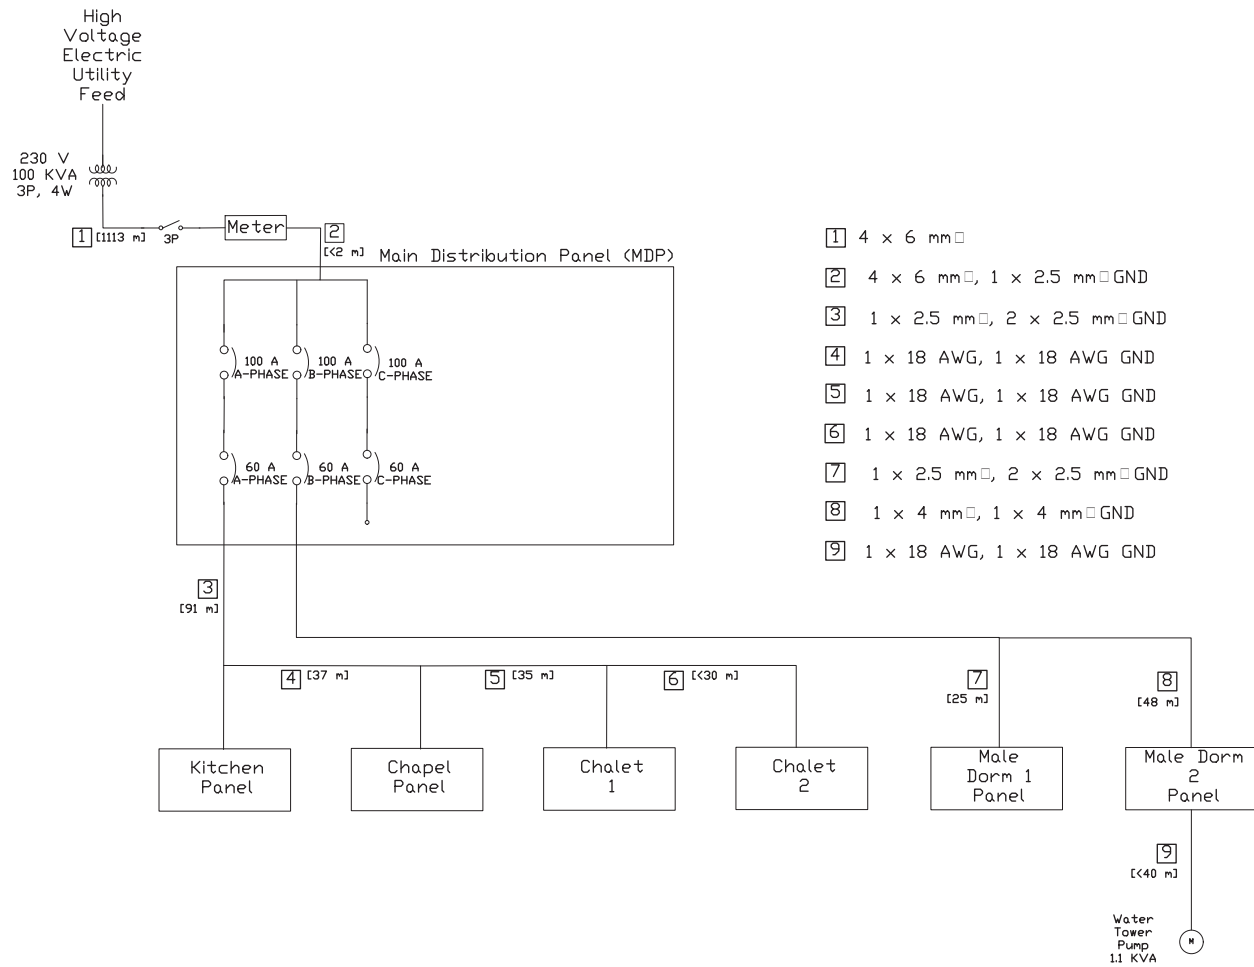 High
Voltage
Electric
Utility
Feed
230 V
100 KVA
3P, 4W
1 [1113 m]
3P
Meter
2
[<2 m]
Main Distribution Panel (MDP)
100 A
A-PHASE
100 A
B-PHASE
100 A
C-PHASE
60 A
A-PHASE
60 A
B-PHASE
60 A
C-PHASE
1 4 x 6 mm□
2 4 x 6 mm□, 1 x 2.5 mm□ GND
3 1 x 2.5 mm□, 2 x 2.5 mm□ GND
4 1 x 18 AWG, 1 x 18 AWG GND
5 1 x 18 AWG, 1 x 18 AWG GND
6 1 x 18 AWG, 1 x 18 AWG GND
7 1 x 2.5 mm□, 2 x 2.5 mm□ GND
8 1 x 4 mm□, 1 x 4 mm□ GND
9 1 x 18 AWG, 1 x 18 AWG GND
3
[91 m]
4 [37 m]
5 [35 m]
6 [<30 m]
7
[25 m]
8
[48 m]
Kitchen
Panel
Chapel
Panel
Chalet
1
Chalet
2
Male
Dorm 1
Panel
Male Dorm
2
Panel
9
[<40 m]
Water
Tower
Pump
1.1 KVA
M